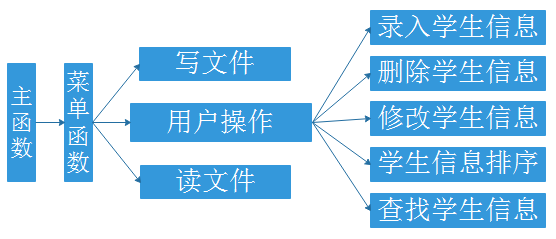 主函数
菜单函数
写文件
用户操作
读文件
录入学生信息
删除学生信息
修改学生信息
学生信息排序
查找学生信息